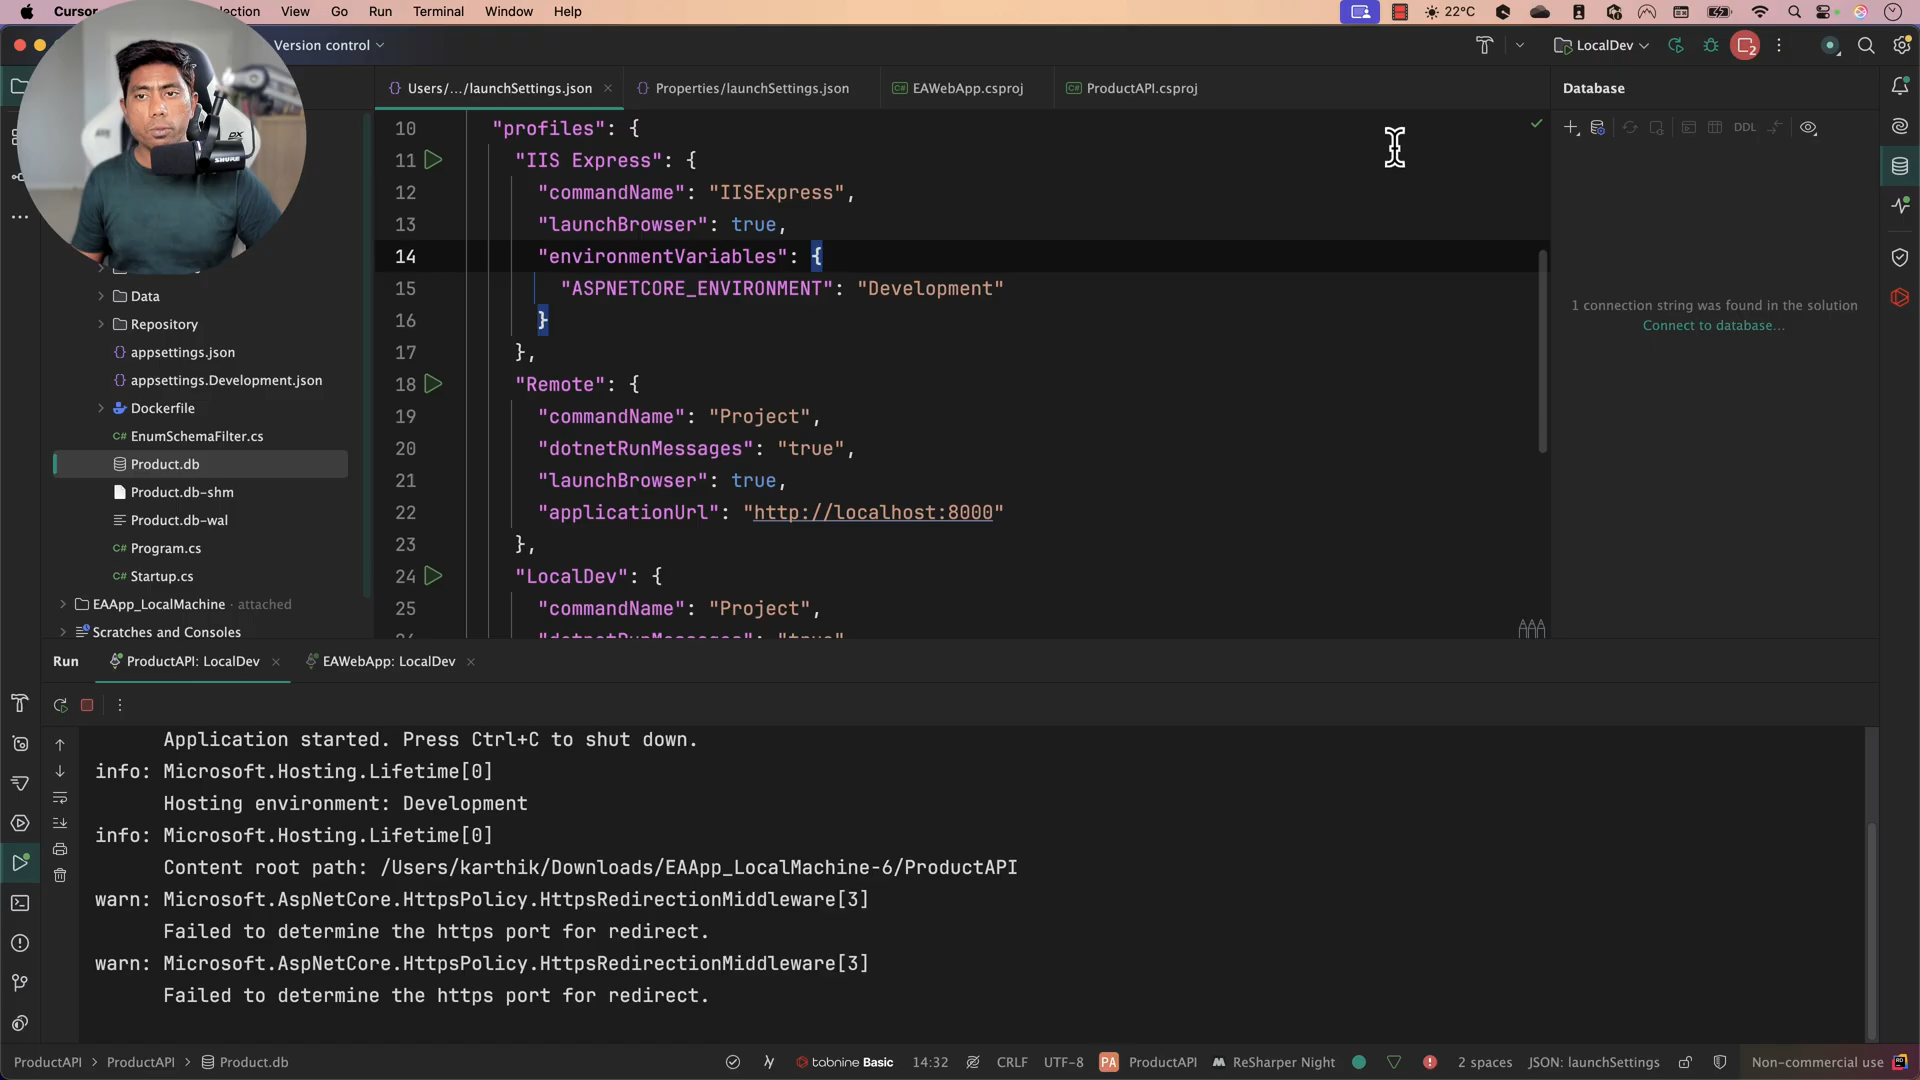 Cursor
lection
View
Go
Run
Terminal
Window
Help
22°C
Version control
LocalDev
2
Users/.../launchSettings.json
Properties/launchSettings.json
EAWebApp.csproj
ProductAPI.csproj
Database
DDL
1 connection string was found in the solution
Connect to database...
10 "profiles": {
11 "IIS Express": {
12 "commandName": "IISExpress",
13 "launchBrowser": true,
14 "environmentVariables": {
15 "ASPNETCORE_ENVIRONMENT": "Development"
16 }
17 },
18 "Remote": {
19 "commandName": "Project",
20 "dotnetRunMessages": "true",
21 "launchBrowser": true,
22 "applicationUrl": "http://localhost:8000"
23 },
24 "LocalDev": {
25 "commandName": "Project",
26 "dotnetRunMessages": "true"
Data
Repository
appsettings.json
appsettings.Development.json
Dockerfile
C# EnumSchemaFilter.cs
Product.db
Product.db-shm
Product.db-wal
C# Program.cs
C# Startup.cs
EAApp_LocalMachine · attached
Scratches and Consoles
SHURE
DX
Run
ProductAPI: LocalDev
EAWebApp: LocalDev
Application started. Press Ctrl+C to shut down.
info: Microsoft.Hosting.Lifetime[0]
Hosting environment: Development
info: Microsoft.Hosting.Lifetime[0]
Content root path: /Users/karthik/Downloads/EAApp_LocalMachine-6/ProductAPI
warn: Microsoft.AspNetCore.HttpsPolicy.HttpsRedirectionMiddleware[3]
Failed to determine the https port for redirect.
warn: Microsoft.AspNetCore.HttpsPolicy.HttpsRedirectionMiddleware[3]
Failed to determine the https port for redirect.
ProductAPI > ProductAPI > Product.db
tabnine Basic
14:32
CRLF
UTF-8
PA ProductAPI
ReSharper Night
2 spaces
JSON: launchSettings
Non-commercial use